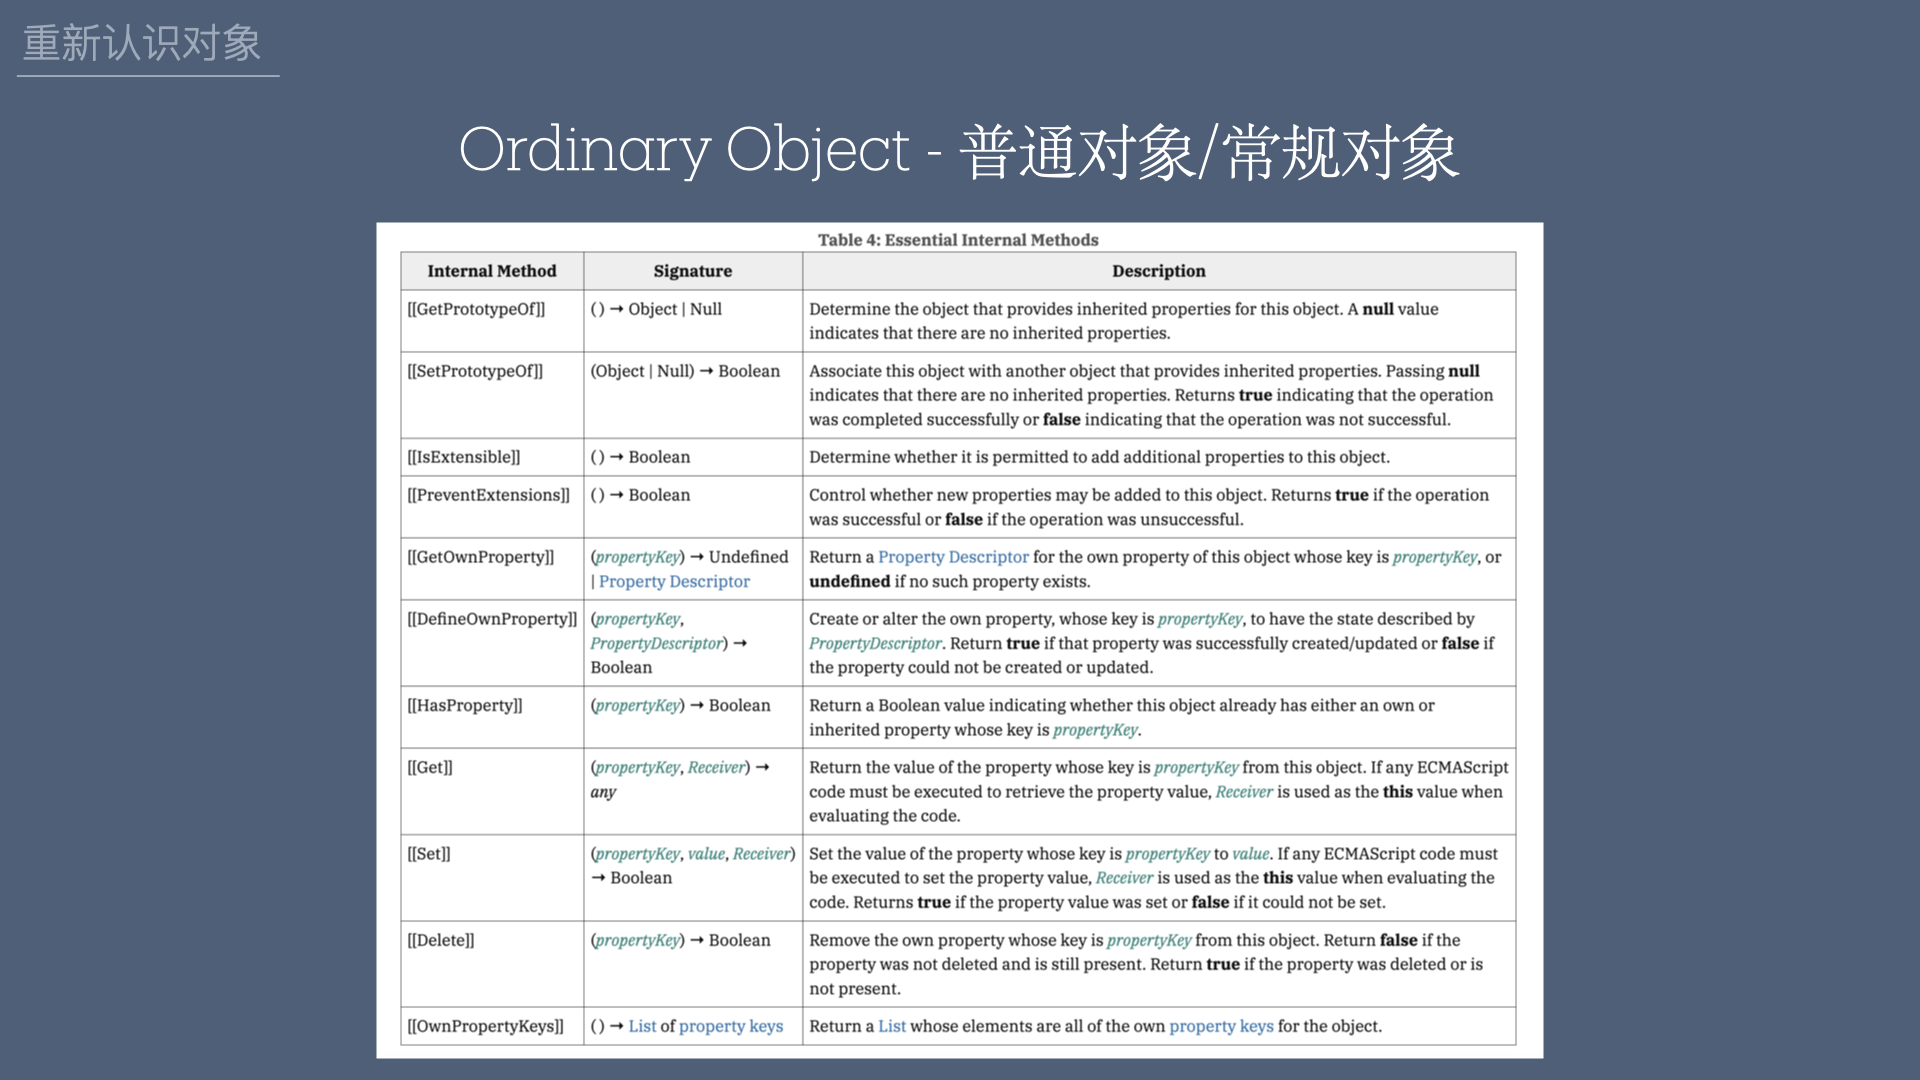 重新认识对象
Ordinary Object - 普通对象/常规对象
Table 4: Essential Internal Methods
Internal Method Signature Description
[[GetPrototypeOf]] ( ) → Object | Null Determine the object that provides inherited properties for this object. A null value
indicates that there are no inherited properties.
[[SetPrototypeOf]] (Object | Null) → Boolean Associate this object with another object that provides inherited properties. Passing null
indicates that there are no inherited properties. Returns true indicating that the operation
was completed successfully or false indicating that the operation was not successful.
[[IsExtensible]] ( ) → Boolean Determine whether it is permitted to add additional properties to this object.
[[PreventExtensions]] ( ) → Boolean Control whether new properties may be added to this object. Returns true if the operation
was successful or false if the operation was unsuccessful.
[[GetOwnProperty]] (propertyKey) → Undefined Return a Property Descriptor for the own property of this object whose key is propertyKey, or
| Property Descriptor undefined if no such property exists.
[[DefineOwnProperty]] (propertyKey, Create or alter the own property, whose key is propertyKey, to have the state described by
PropertyDescriptor) → PropertyDescriptor. Return true if that property was successfully created/updated or false if
Boolean the property could not be created or updated.
[[HasProperty]] (propertyKey) → Boolean Return a Boolean value indicating whether this object already has either an own or
inherited property whose key is propertyKey.
[[Get]] (propertyKey, Receiver) → Return the value of the property whose key is propertyKey from this object. If any ECMAScript
any code must be executed to retrieve the property value, Receiver is used as the this value when
evaluating the code.
[[Set]] (propertyKey, value, Receiver) Set the value of the property whose key is propertyKey to value. If any ECMAScript code must
→ Boolean be executed to set the property value, Receiver is used as the this value when evaluating the
code. Returns true if the property value was set or false if it could not be set.
[[Delete]] (propertyKey) → Boolean Remove the own property whose key is propertyKey from this object. Return false if the
property was not deleted and is still present. Return true if the property was deleted or is
not present.
[[OwnPropertyKeys]] ( ) → List of property keys Return a List whose elements are all of the own property keys for the object.